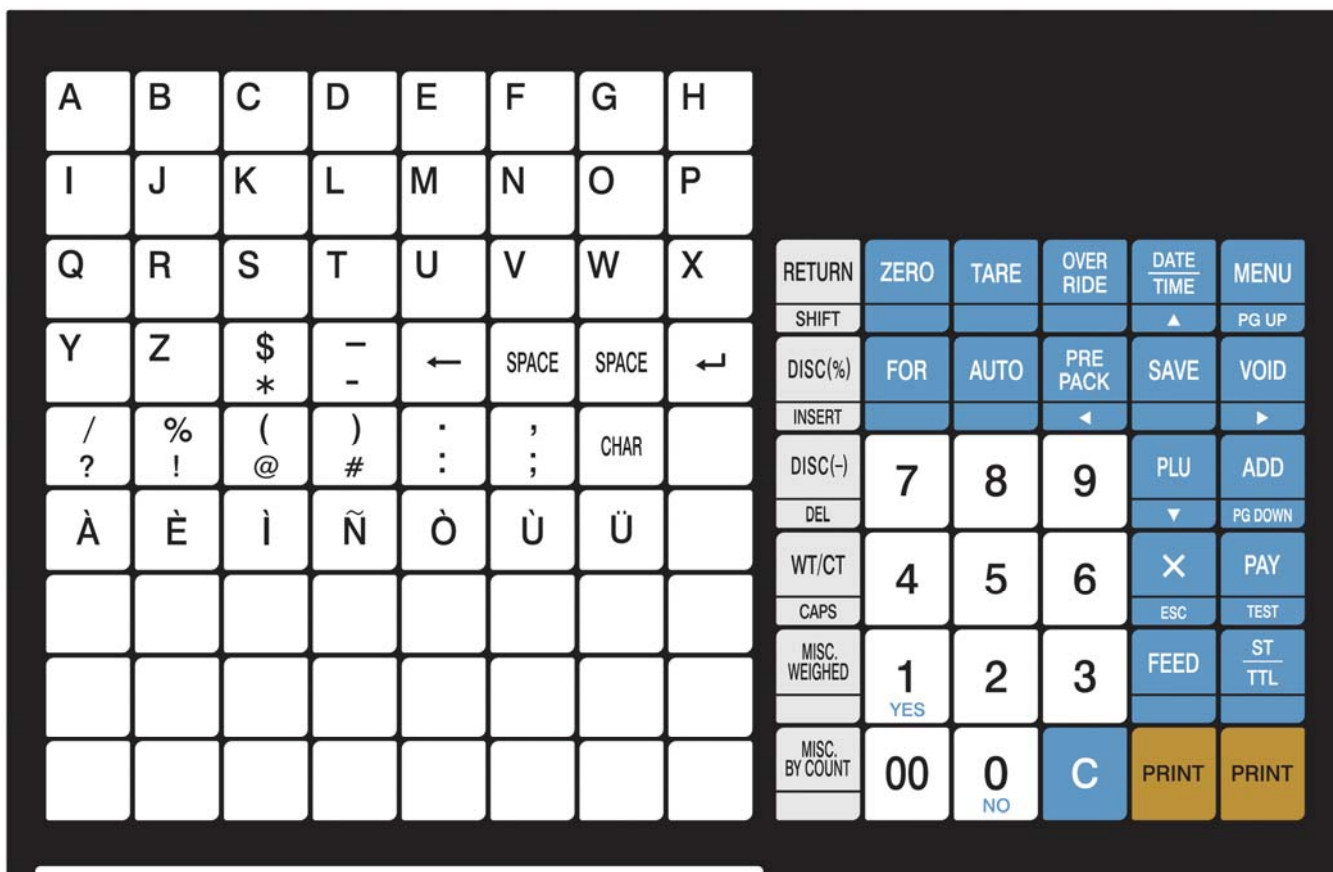 A B C D E F G H
I J K L M N O P
Q R S T U V W X
Y Z $ – ← SPACE SPACE ↵
* -
/ % ( ) . , CHAR
? ! @ # : ;
À È Ì Ñ Ò Ù Ü
RETURN ZERO TARE OVER RIDE DATE TIME MENU
SHIFT ▲ PG UP
DISC(%) FOR AUTO PRE PACK SAVE VOID
INSERT ◀ ▶
DISC(–) 7 8 9 PLU ADD
DEL ▼ PG DOWN
WT/CT 4 5 6 × PAY
CAPS ESC TEST
MISC. WEIGHED 1 2 3 FEED ST TTL
YES
MISC. BY COUNT 00 0 C PRINT PRINT
NO